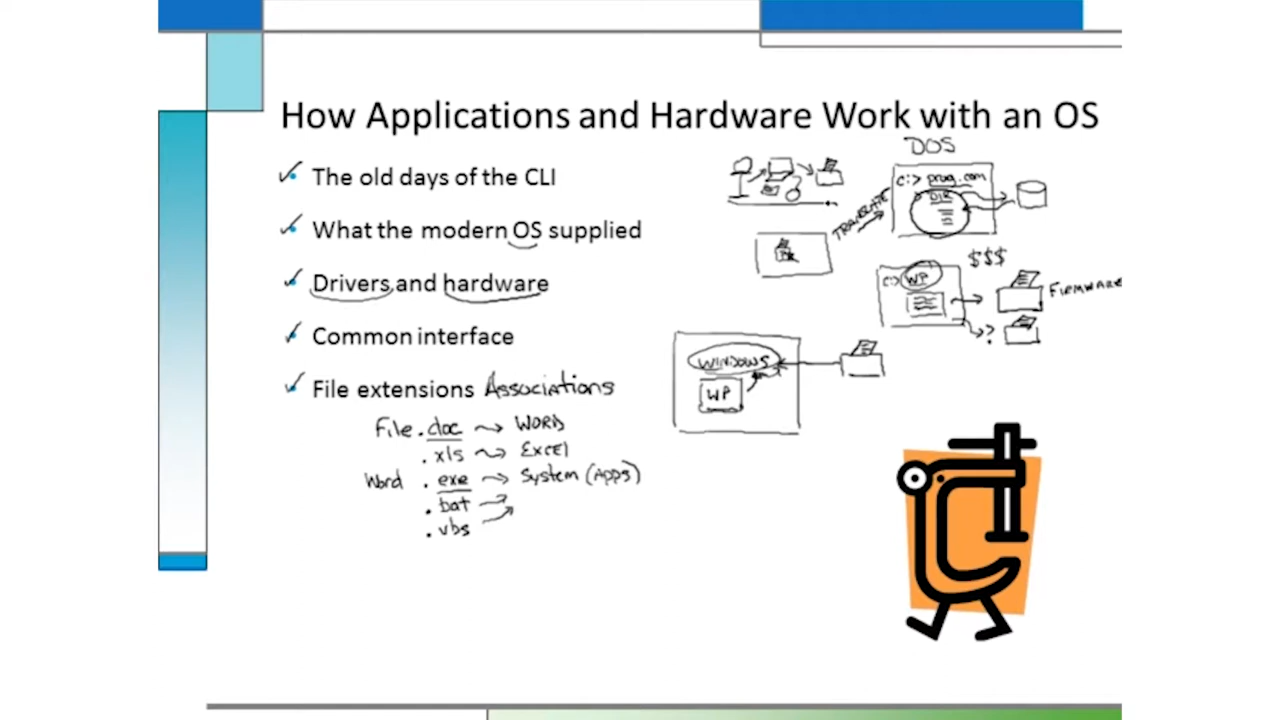 How Applications and Hardware Work with an OS
The old days of the CLI
What the modern OS supplied
Drivers and hardware
Common interface
File extensions Associations
File .doc WORD
.xls EXCEL
Word .exe System (Apps)
.bat
.vbs
DOS
C:> prog.com
> DIR
TRANSLATE
$$$
C:> WP
FIRMWARE
?
WINDOWS
WP